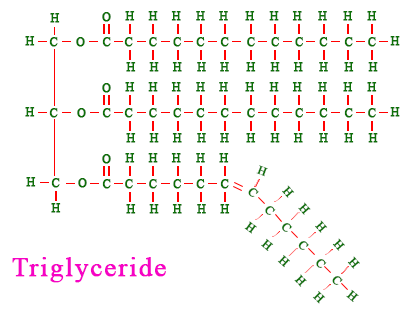 H O H H H H H H H H H H H
H C O C C C C C C C C C C C C H
H H H H H H H H H H H
O H H H H H H H H H H H
H C O C C C C C C C C C C C C H
H H H H H H H H H H H
O H H H H H
H
H C O C C C C C C
C H
H H H H H H
C H
H C H
H C H
H C H
H C
H H
Triglyceride